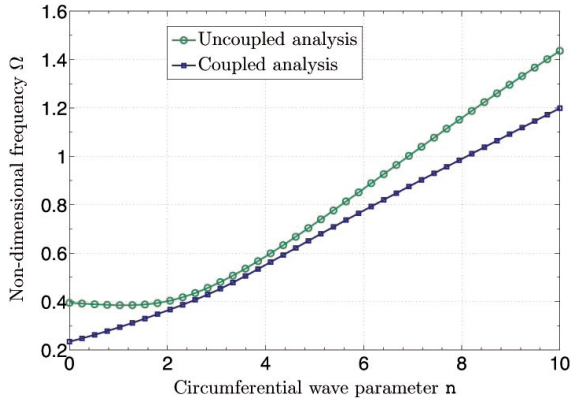 1.6
1.4
1.2
1
0.8
0.6
0.4
0.2
Non-dimensional frequency Ω
Uncoupled analysis
Coupled analysis
0 2 4 6 8 10
Circumferential wave parameter n